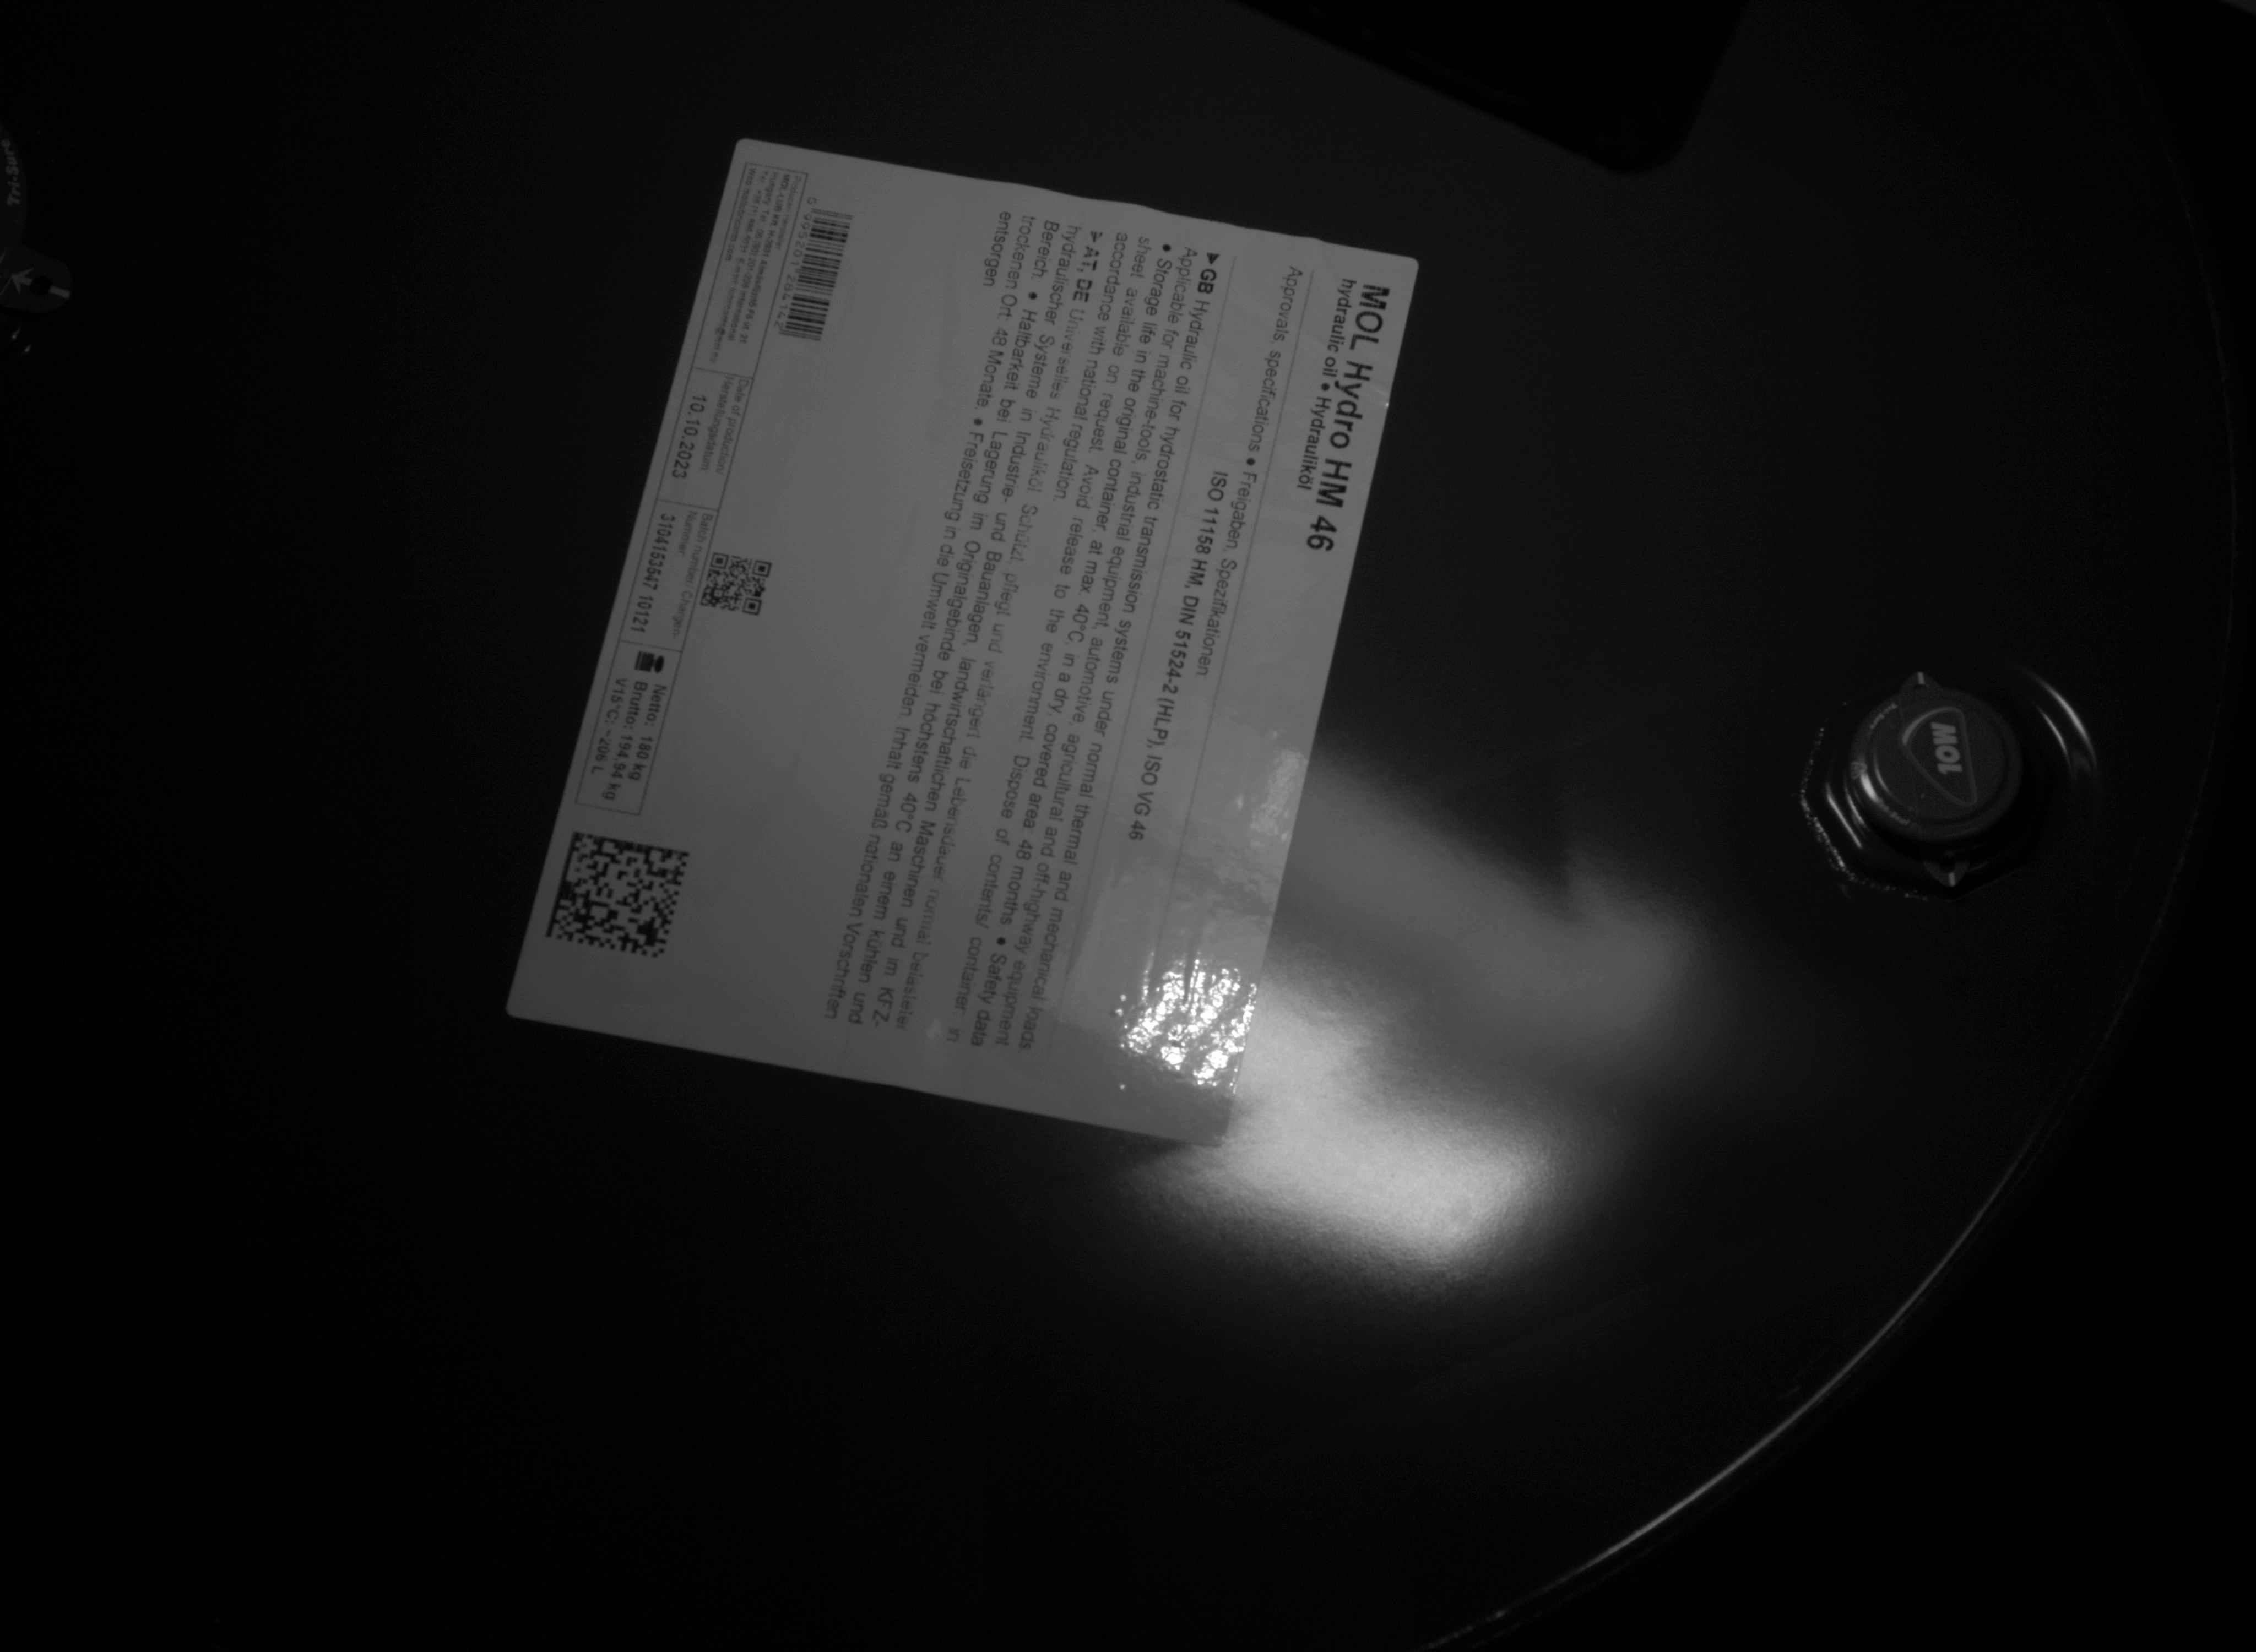 MOL Hydro HM 46
hydraulic oil • Hydrauliköl
Approvals, specifications • Freigaben, Spezifikationen
ISO 11158 HM, DIN 51524-2 (HLP), ISO VG 46
► GB Hydraulic oil for hydrostatic transmission systems under normal thermal and mechanical loads
Applicable for machine-tools, industrial equipment, automotive, agricultural and off-highway equipment
• Storage life in the original container, at max. 40°C, in a dry, covered area: 48 months • Safety data
sheet available on request. Avoid release to the environment. Dispose of contents/ container: in
accordance with national regulation.
► AT, DE Universelles Hydrauliköl. Schützt, pflegt und verlängert die Lebensdauer normal belasteter
hydraulischer Systeme in Industrie- und Bauanlagen, landwirtschaftlichen Maschinen und im KFZ-
Bereich. • Haltbarkeit bei Lagerung im Originalgebinde bei höchstens 40°C an einem kühlen und
trockenen Ort: 48 Monate. • Freisetzung in die Umwelt vermeiden. Inhalt gemäß nationalen Vorschriften
entsorgen.
Date of production:
Herstellungsdatum:
10.10.2023
Batch number: Chargen-
Nummer:
3104153547 10121
Netto: 180 kg
Brutto: 194,94 kg
V15°C: ~206 L
MOL